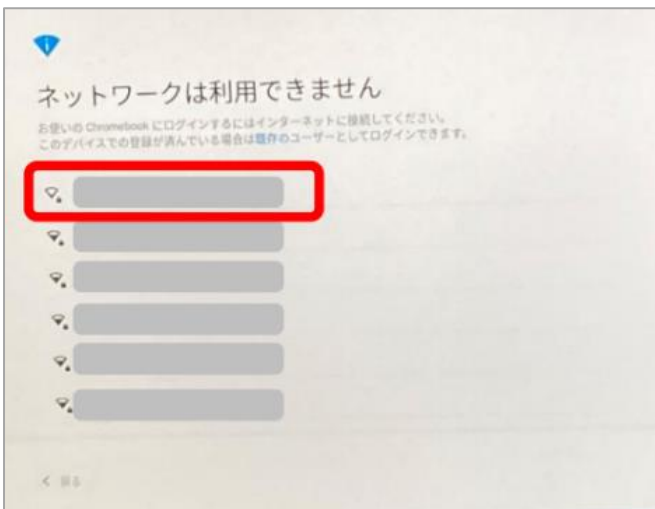 ネットワークは利用できません
お使いの Chromebook にログインするにはインターネットに接続してください。
このデバイスでの登録が済んでいる場合は既存のユーザーとしてログインできます。
戻る